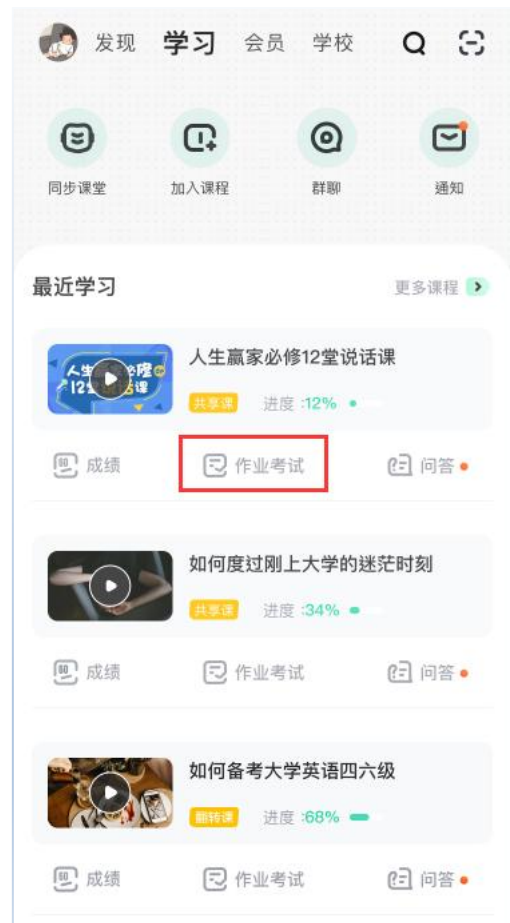 发现 学习 会员 学校
同步课堂 加入课程 群聊 通知
最近学习 更多课程
人生赢家必修12堂说话课
共享课 进度 :12%
成绩 作业考试 问答
如何度过刚上大学的迷茫时刻
共享课 进度 :34%
成绩 作业考试 问答
如何备考大学英语四六级
翻转课 进度 :68%
成绩 作业考试 问答